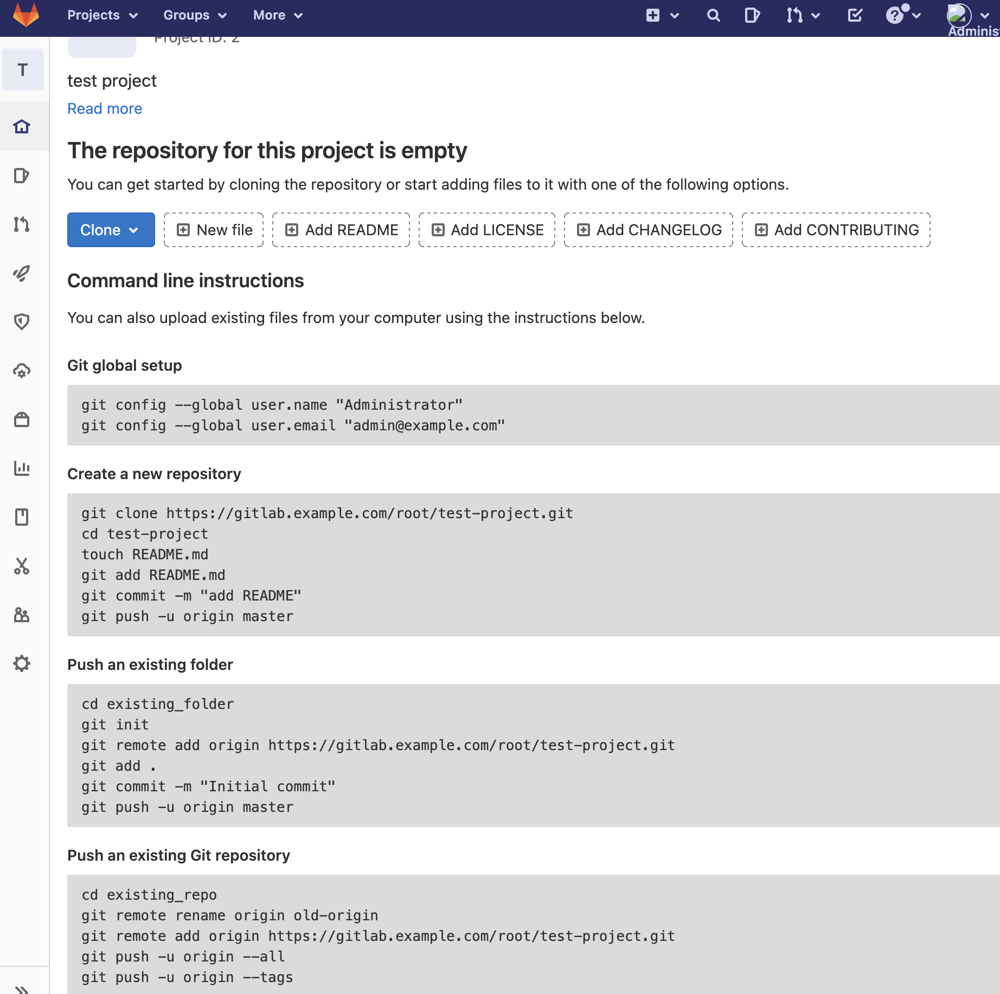 Projects Groups More
Adminis
Project ID: 2
T
test project
Read more
The repository for this project is empty
You can get started by cloning the repository or start adding files to it with one of the following options.
Clone New file Add README Add LICENSE Add CHANGELOG Add CONTRIBUTING
Command line instructions
You can also upload existing files from your computer using the instructions below.
Git global setup
git config --global user.name "Administrator"
git config --global user.email "admin@example.com"
Create a new repository
git clone https://gitlab.example.com/root/test-project.git
cd test-project
touch README.md
git add README.md
git commit -m "add README"
git push -u origin master
Push an existing folder
cd existing_folder
git init
git remote add origin https://gitlab.example.com/root/test-project.git
git add .
git commit -m "Initial commit"
git push -u origin master
Push an existing Git repository
cd existing_repo
git remote rename origin old-origin
git remote add origin https://gitlab.example.com/root/test-project.git
git push -u origin --all
git push -u origin --tags